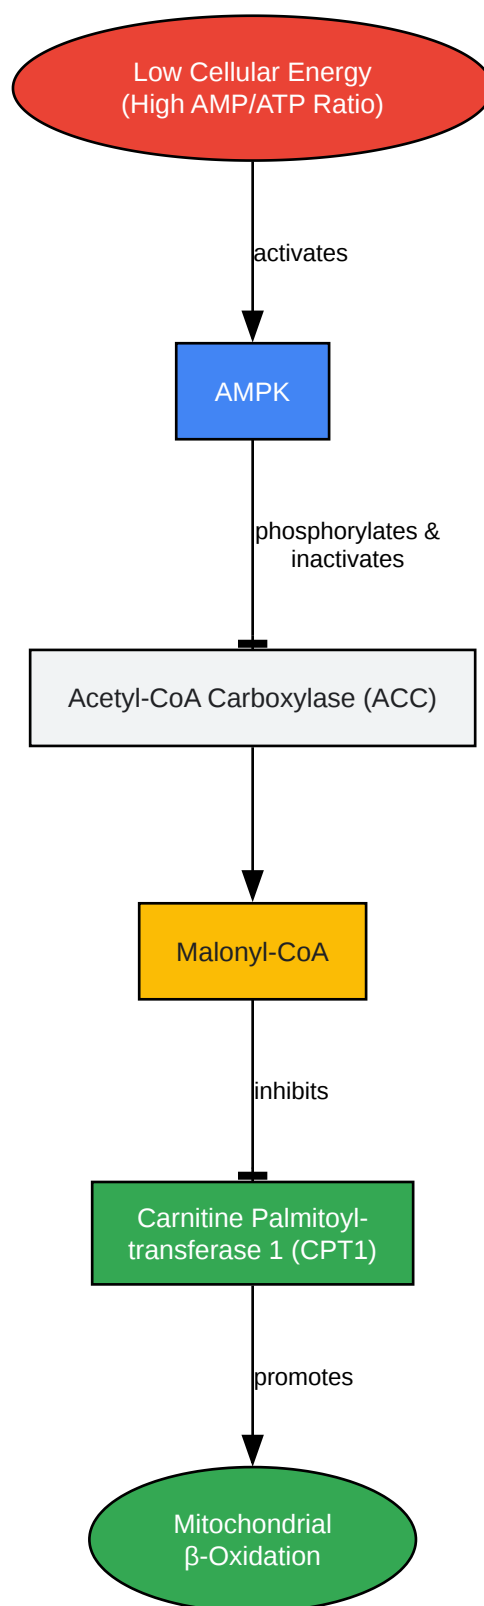 Low Cellular Energy
(High AMP/ATP Ratio)
activates
AMPK
phosphorylates &
inactivates
Acetyl-CoA Carboxylase (ACC)
Malonyl-CoA
inhibits
Carnitine Palmitoyl-
transferase 1 (CPT1)
promotes
Mitochondrial
β-Oxidation